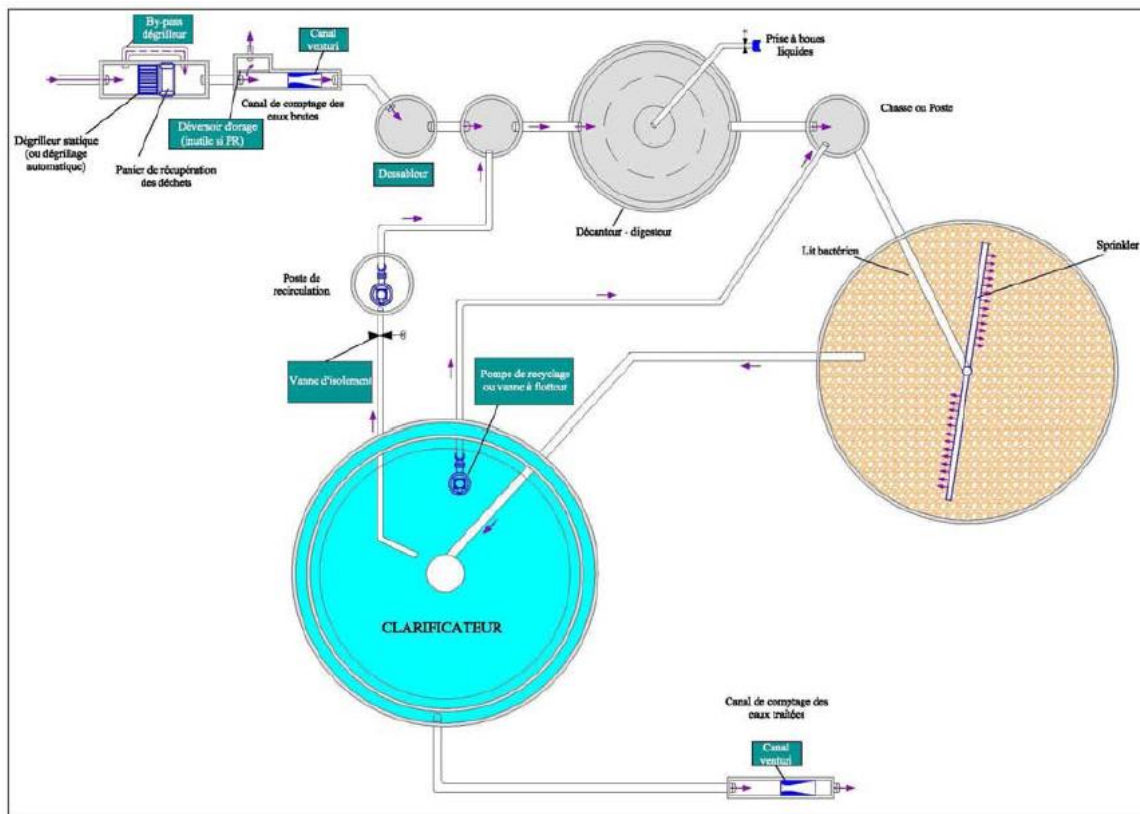 By-pass
dégrilleur
Canal
venturi
Prise à boues
liquides
Dégrilleur statique
(ou dégrillage
automatique)
Panier de récupération
des déchets
Déversoir d'orage
(inutile si PR)
Canal de comptage des
eaux brutes
Dessableur
Chasse ou Poste
Décanteur - digesteur
Lit bactérien
Sprinkler
Poste de
recirculation
Vanne d'isolement
Pompe de recyclage
ou vanne à flotteur
CLARIFICATEUR
Canal de comptage des
eaux traitées
Canal
venturi